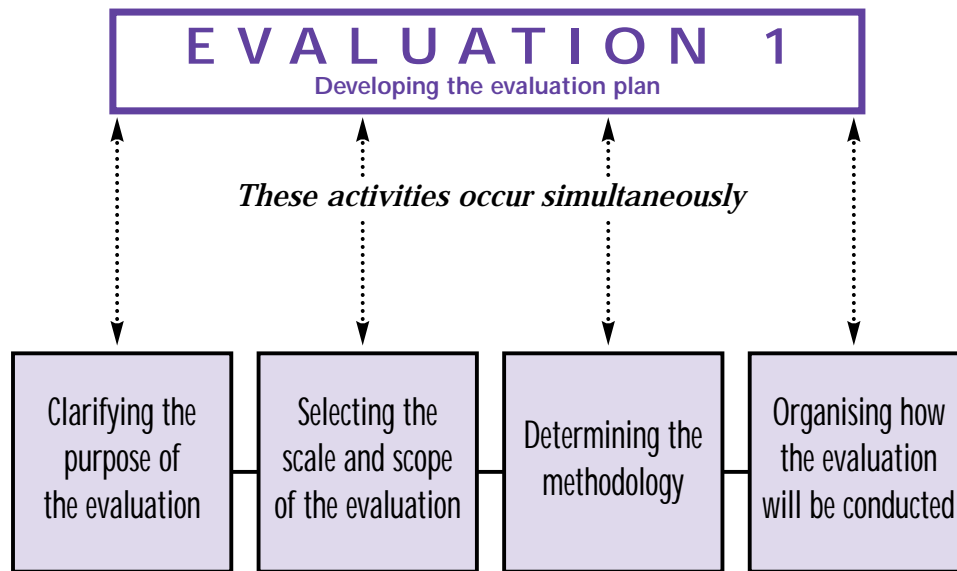 EVALUATION 1
Developing the evaluation plan
These activities occur simultaneously
Clarifying the
purpose of
the evaluation
Selecting the
scale and scope
of the evaluation
Determining the
methodology
Organising how
the evaluation
will be conducted